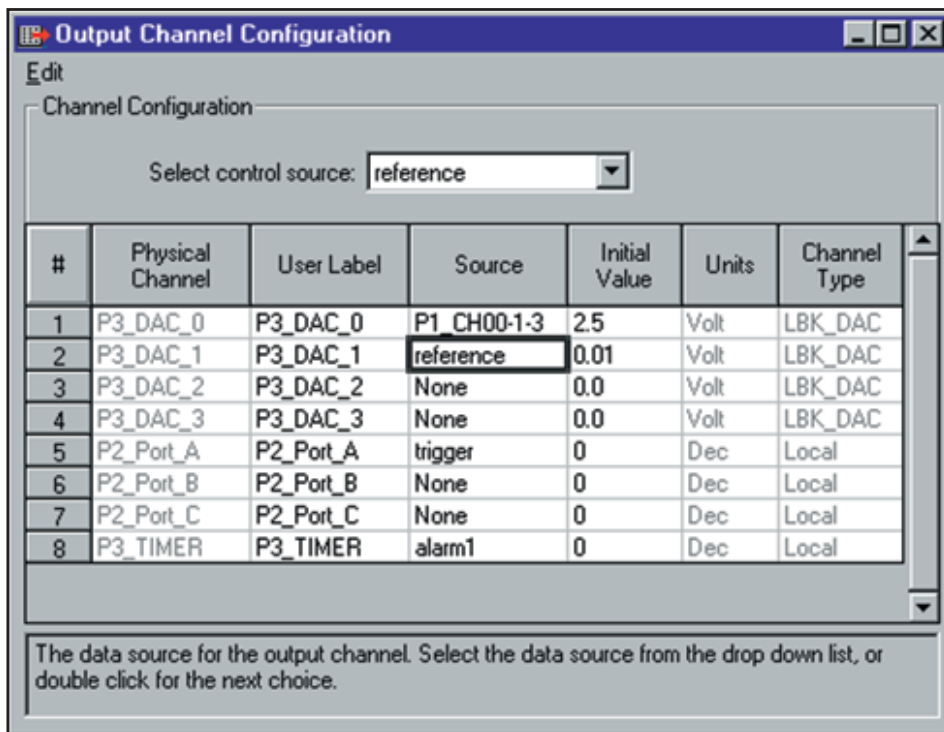 Output Channel Configuration
Edit
Channel Configuration
Select control source: reference
# Physical Channel User Label Source Initial Value Units Channel Type
1 P3_DAC_0 P3_DAC_0 P1_CH00-1-3 2.5 Volt LBK_DAC
2 P3_DAC_1 P3_DAC_1 reference 0.01 Volt LBK_DAC
3 P3_DAC_2 P3_DAC_2 None 0.0 Volt LBK_DAC
4 P3_DAC_3 P3_DAC_3 None 0.0 Volt LBK_DAC
5 P2_Port_A P2_Port_A trigger 0 Dec Local
6 P2_Port_B P2_Port_B None 0 Dec Local
7 P2_Port_C P2_Port_C None 0 Dec Local
8 P3_TIMER P3_TIMER alarm1 0 Dec Local
The data source for the output channel. Select the data source from the drop down list, or
double click for the next choice.